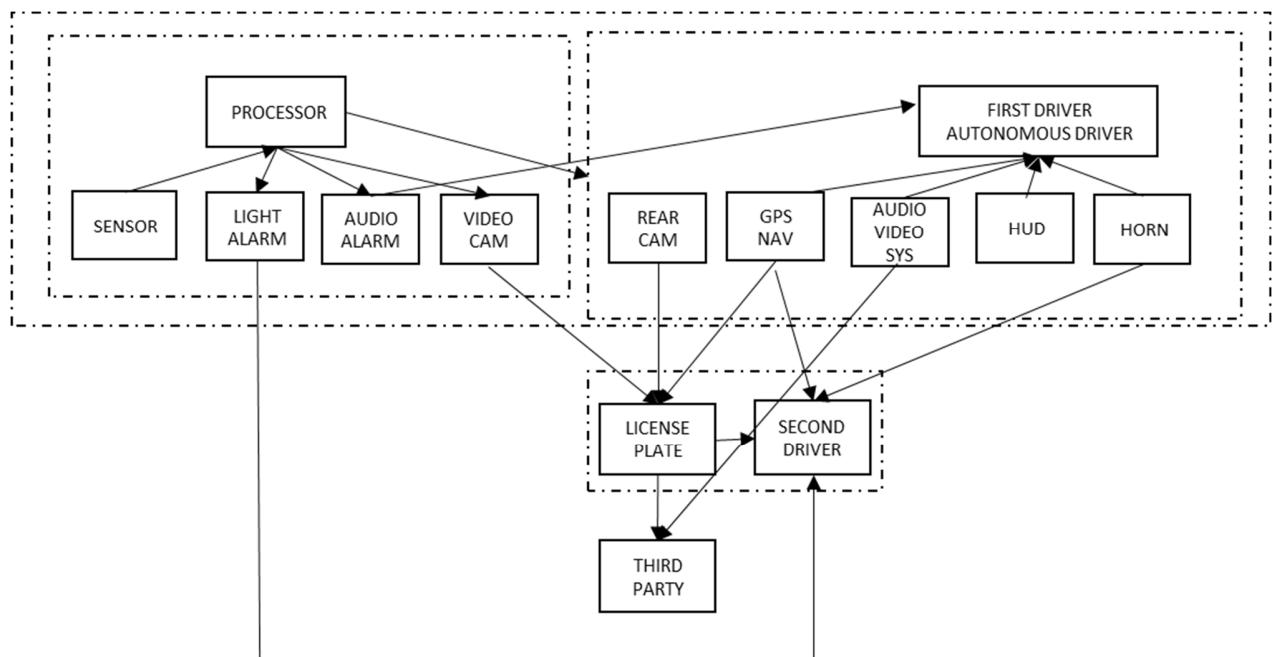 PROCESSOR
FIRST DRIVER
AUTONOMOUS DRIVER
SENSOR
LIGHT
ALARM
AUDIO
ALARM
VIDEO
CAM
REAR
CAM
GPS
NAV
AUDIO
VIDEO
SYS
HUD
HORN
LICENSE
PLATE
SECOND
DRIVER
THIRD
PARTY